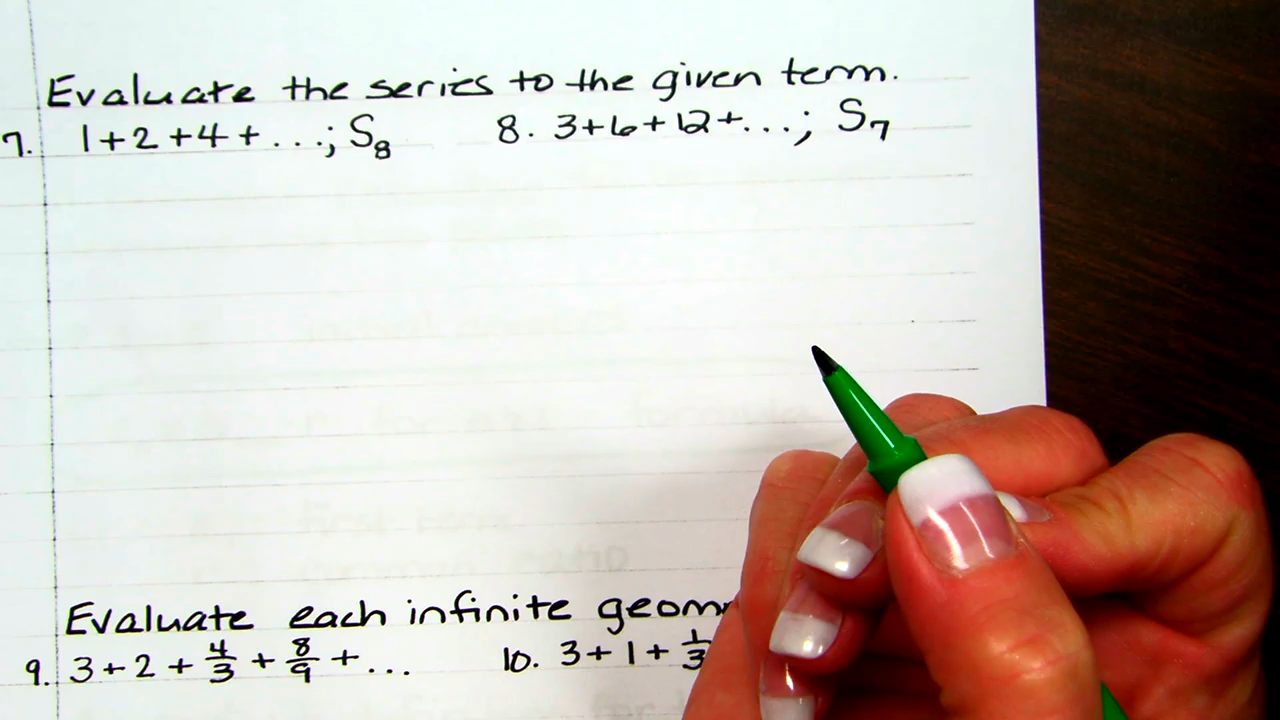 Evaluate the series to the given term.
7. 1+2+4+...; S₈ 8. 3+6+12+...; S₇
Evaluate each infinite
9. 3+2+4/3+8/9+... 10. 3+1+1/3